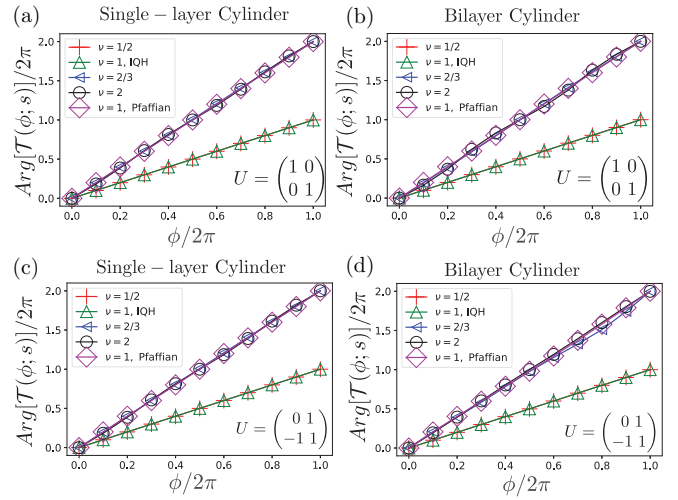 (a) Single − layer Cylinder
Arg[𝒯(ϕ; s)]/2π
2.0
1.5
1.0
0.5
0.0
ν = 1/2
ν = 1, IQH
ν = 2/3
ν = 2
ν = 1, Pfaffian
U = (1 0
0 1)
0.0 0.2 0.4 0.6 0.8 1.0
ϕ/2π
(b) Bilayer Cylinder
2.0
1.5
1.0
0.5
0.0
ν = 1/2
ν = 1, IQH
ν = 2/3
ν = 2
ν = 1, Pfaffian
U = (1 0
0 1)
0.0 0.2 0.4 0.6 0.8 1.0
ϕ/2π
(c) Single − layer Cylinder
Arg[𝒯(ϕ; s)]/2π
2.0
1.5
1.0
0.5
0.0
ν = 1/2
ν = 1, IQH
ν = 2/3
ν = 2
ν = 1, Pfaffian
U = (0 1
−1 1)
0.0 0.2 0.4 0.6 0.8 1.0
ϕ/2π
(d) Bilayer Cylinder
2.0
1.5
1.0
0.5
0.0
ν = 1/2
ν = 1, IQH
ν = 2/3
ν = 2
ν = 1, Pfaffian
U = (0 1
−1 1)
0.0 0.2 0.4 0.6 0.8 1.0
ϕ/2π